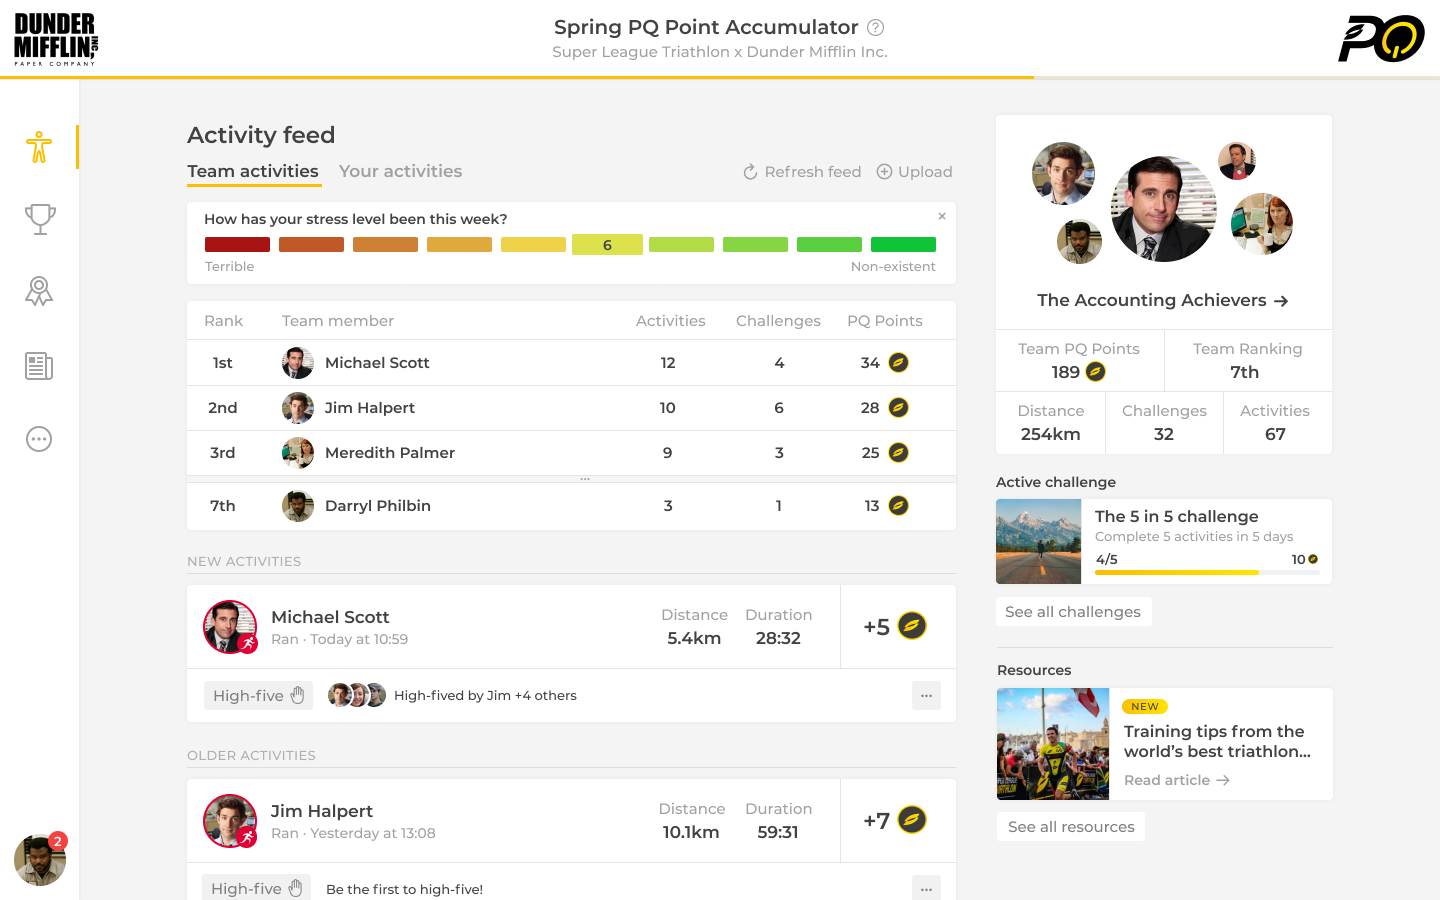 DUNDER
MIFFLIN, INC.
PAPER COMPANY
Spring PQ Point Accumulator ?
Super League Triathlon x Dunder Mifflin Inc.
PQ
Activity feed
Team activities Your activities Refresh feed Upload
How has your stress level been this week? ×
6
Terrible Non-existent
Rank Team member Activities Challenges PQ Points
1st Michael Scott 12 4 34
2nd Jim Halpert 10 6 28
3rd Meredith Palmer 9 3 25
...
7th Darryl Philbin 3 1 13
NEW ACTIVITIES
Michael Scott
Ran · Today at 10:59
Distance Duration
5.4km 28:32
+5
High-five High-fived by Jim +4 others ...
OLDER ACTIVITIES
Jim Halpert
Ran · Yesterday at 13:08
Distance Duration
10.1km 59:31
+7
High-five Be the first to high-five! ...
2
The Accounting Achievers →
Team PQ Points Team Ranking
189 7th
Distance Challenges Activities
254km 32 67
Active challenge
The 5 in 5 challenge
Complete 5 activities in 5 days
4/5 10
See all challenges
Resources
NEW
Training tips from the
world's best triathlon...
Read article →
See all resources